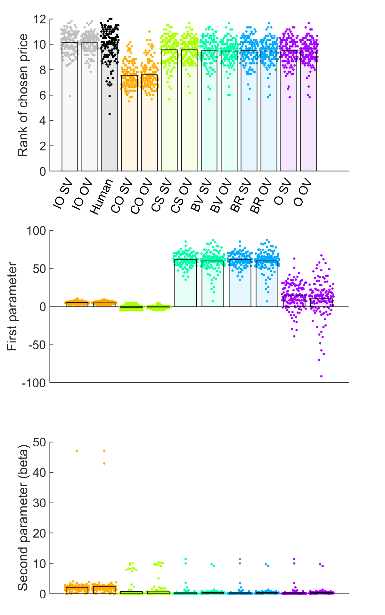 Rank of chosen price
12
10
8
6
4
2
0
IO SV
IO OV
Human
CO SV
CO OV
CS SV
CS OV
BV SV
BV OV
BR SV
BR OV
O SV
O OV
First parameter
100
50
0
-50
-100
Second parameter (beta)
50
40
30
20
10
0